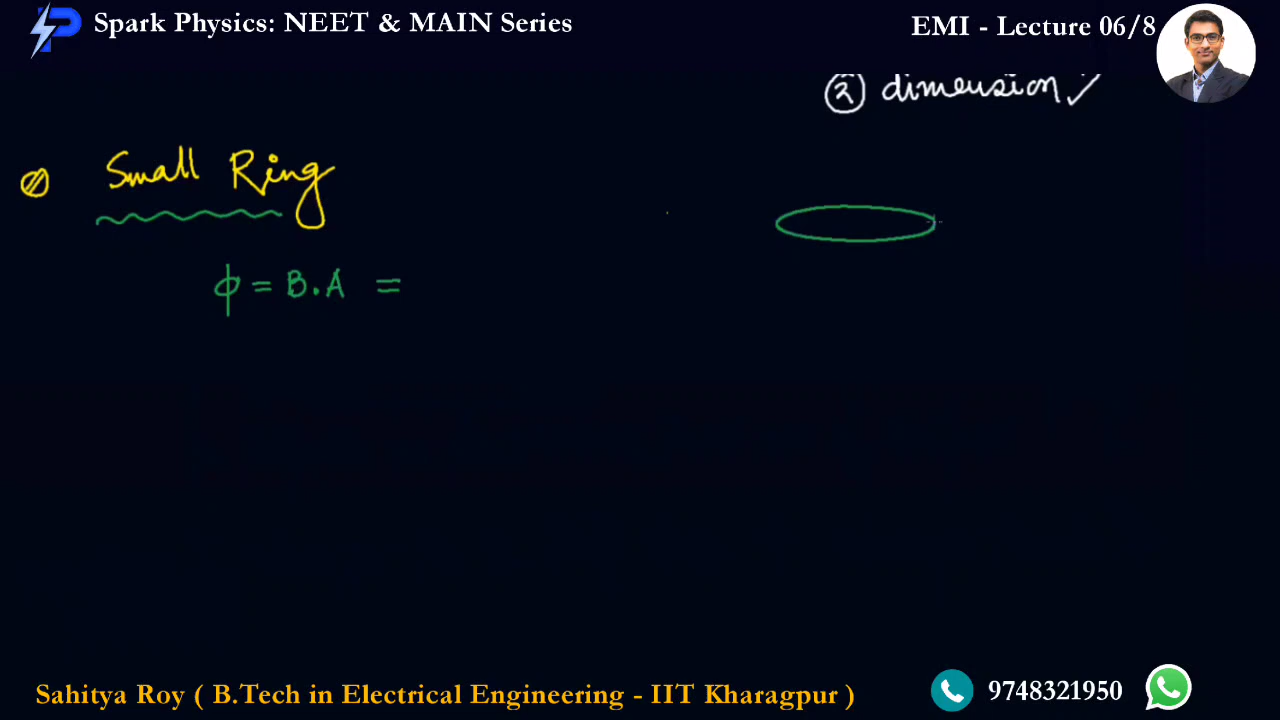 Spark Physics: NEET & MAIN Series
EMI - Lecture 06/8
② dimension ✓
Small Ring
ϕ = B.A =
Sahitya Roy ( B.Tech in Electrical Engineering - IIT Kharagpur )
9748321950